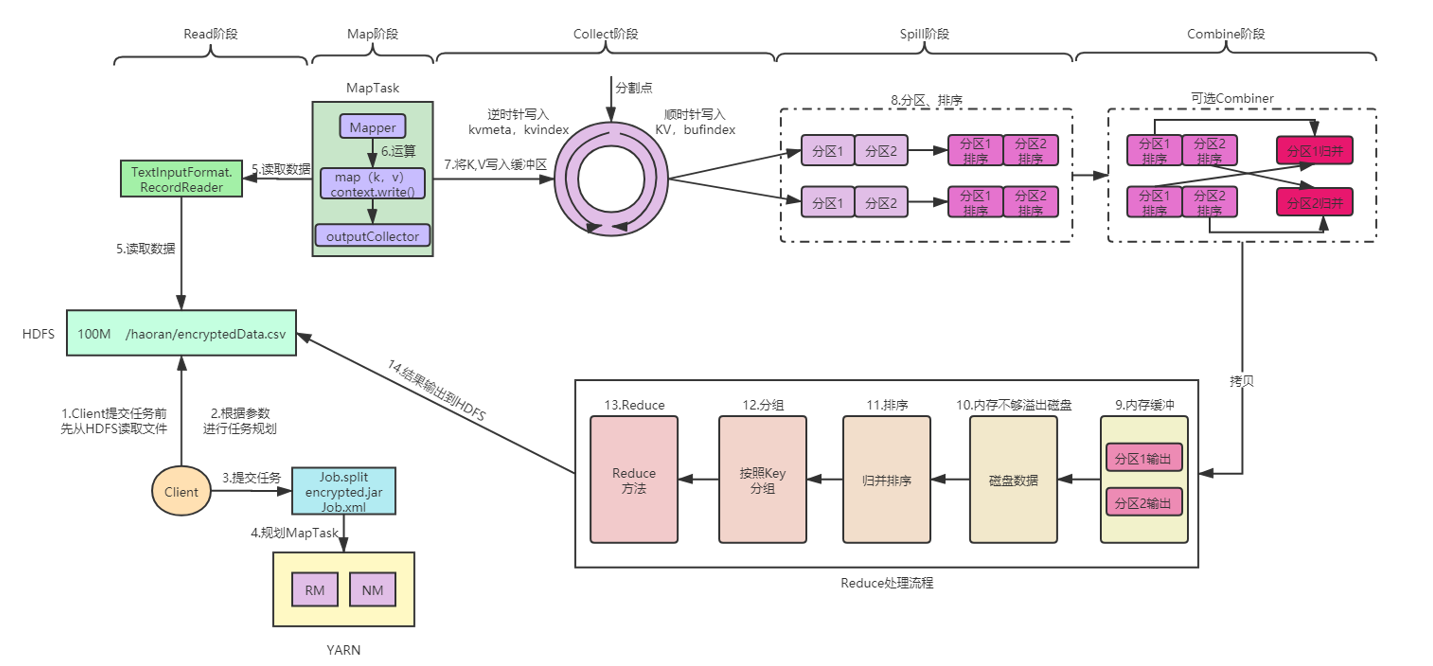 Read阶段
Map阶段
Collect阶段
Spill阶段
Combine阶段
MapTask
Mapper
6.运算
map（k，v）
context.write()
outputCollector
5.读取数据
TextInputFormat.
RecordReader
5.读取数据
7.将K,V写入缓冲区
逆时针写入
kvmeta，kvindex
分割点
顺时针写入
KV，bufindex
8.分区、排序
分区1
分区2
分区1
排序
分区2
排序
分区1
分区2
分区1
排序
分区2
排序
可选Combiner
分区1
排序
分区2
排序
分区1归并
分区1
排序
分区2
排序
分区2归并
拷贝
HDFS
100M /haoran/encryptedData.csv
1.Client提交任务前
先从HDFS读取文件
2.根据参数
进行任务规划
Client
3.提交任务
Job.split
encrypted.jar
Job.xml
4.规划MapTask
RM
NM
YARN
14.结果输出到HDFS
13.Reduce
Reduce
方法
12.分组
按照Key
分组
11.排序
归并排序
10.内存不够溢出磁盘
磁盘数据
9.内存缓冲
分区1输出
分区2输出
Reduce处理流程